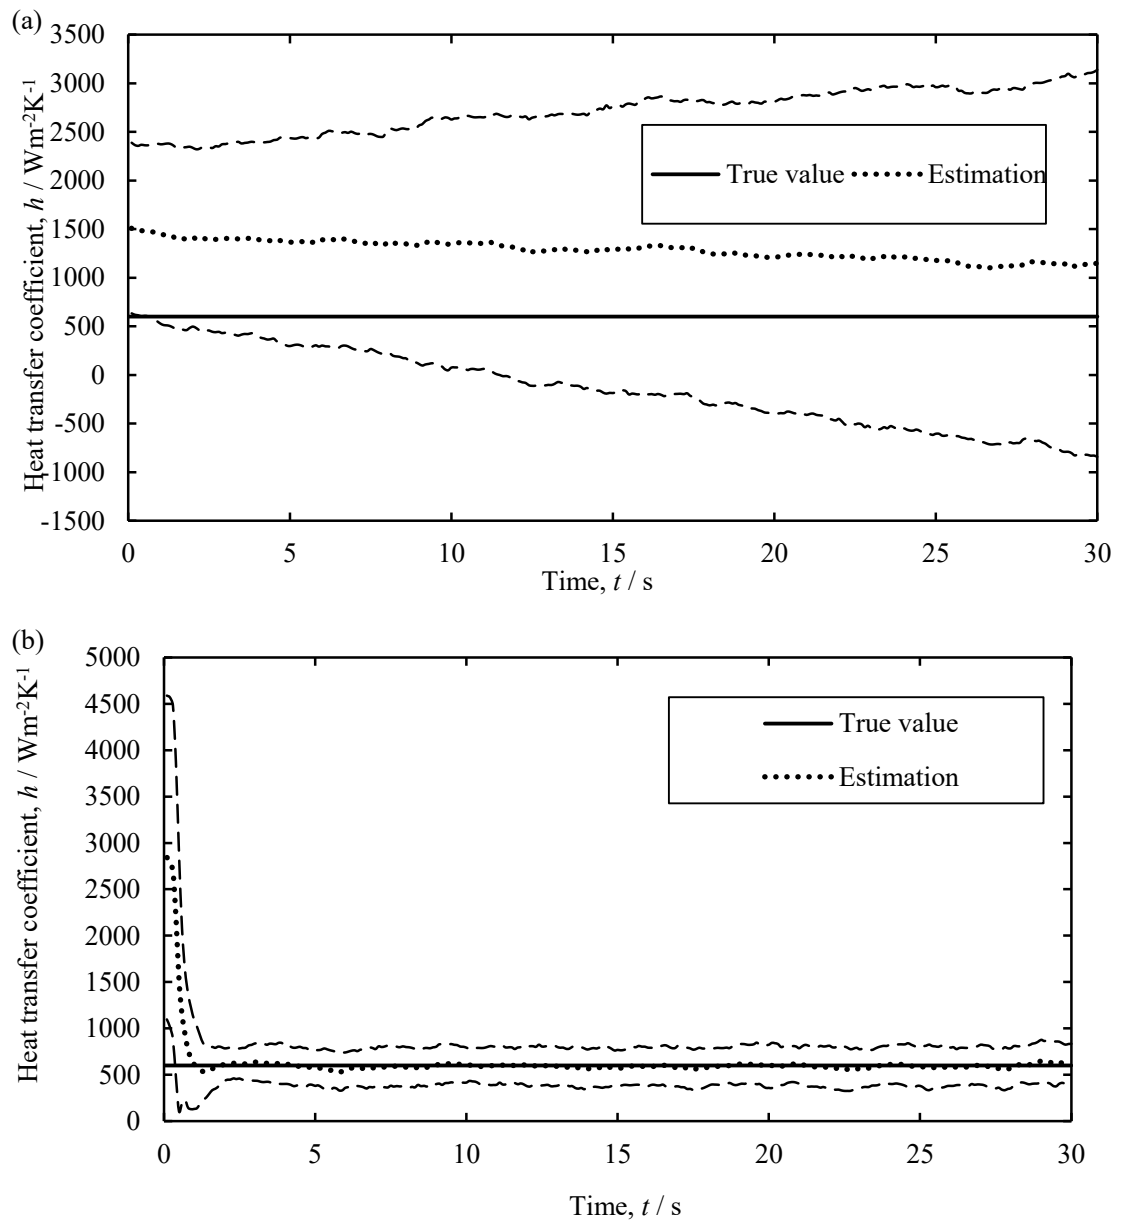 (a)
Heat transfer coefficient, h / Wm-2K-1
3500
3000
2500
2000
1500
1000
500
0
-500
-1000
-1500
True value
Estimation
0 5 10 15 20 25 30
Time, t / s
(b)
Heat transfer coefficient, h / Wm-2K-1
5000
4500
4000
3500
3000
2500
2000
1500
1000
500
0
True value
Estimation
0 5 10 15 20 25 30
Time, t / s